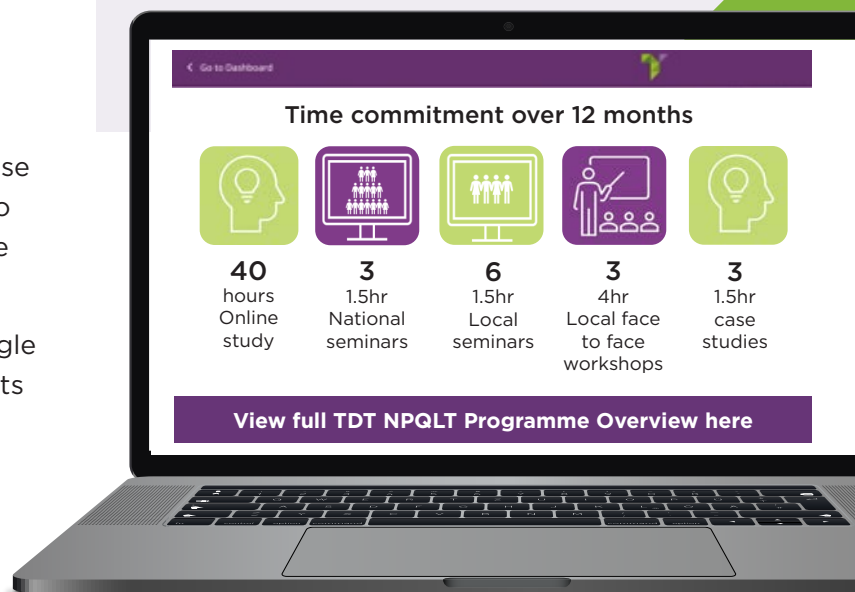 se
o
e
gle
ts
Go to Dashboard
Time commitment over 12 months
40
hours
Online
study
3
1.5hr
National
seminars
6
1.5hr
Local
seminars
3
4hr
Local face
to face
workshops
3
1.5hr
case
studies
View full TDT NPQLT Programme Overview here